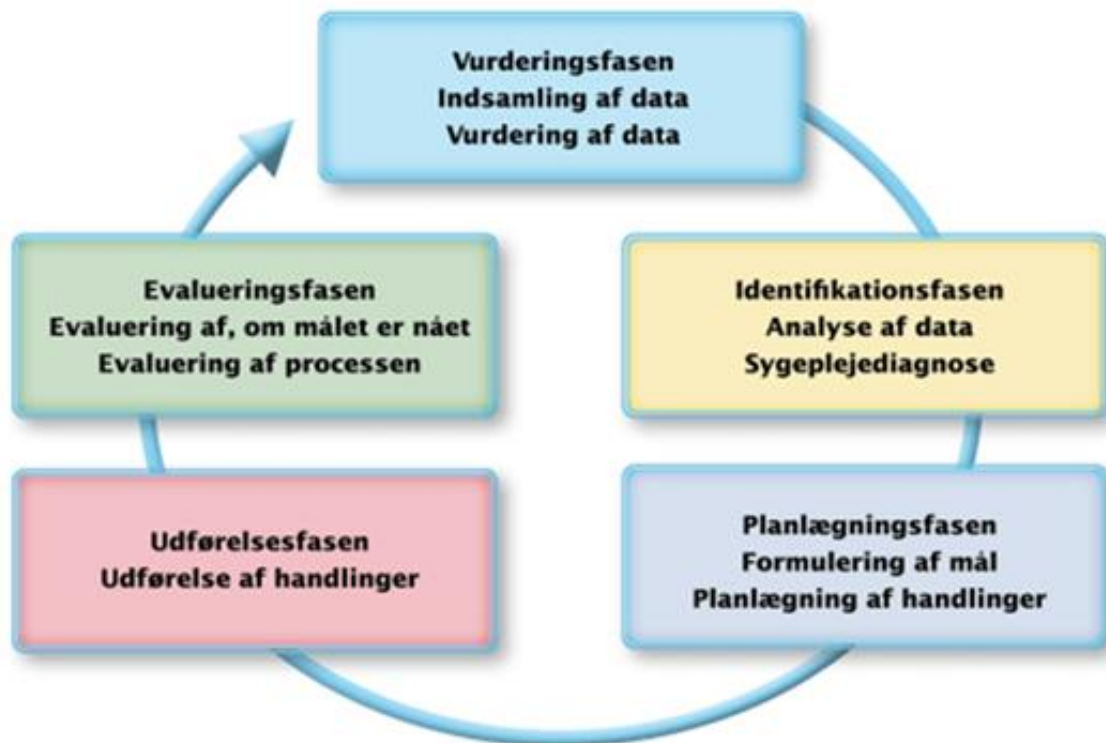 Vurderingsfasen
Indsamling af data
Vurdering af data
Identifikationsfasen
Analyse af data
Sygeplejediagnose
Planlægningsfasen
Formulering af mål
Planlægning af handlinger
Udførelsesfasen
Udførelse af handlinger
Evalueringsfasen
Evaluering af, om målet er nået
Evaluering af processen